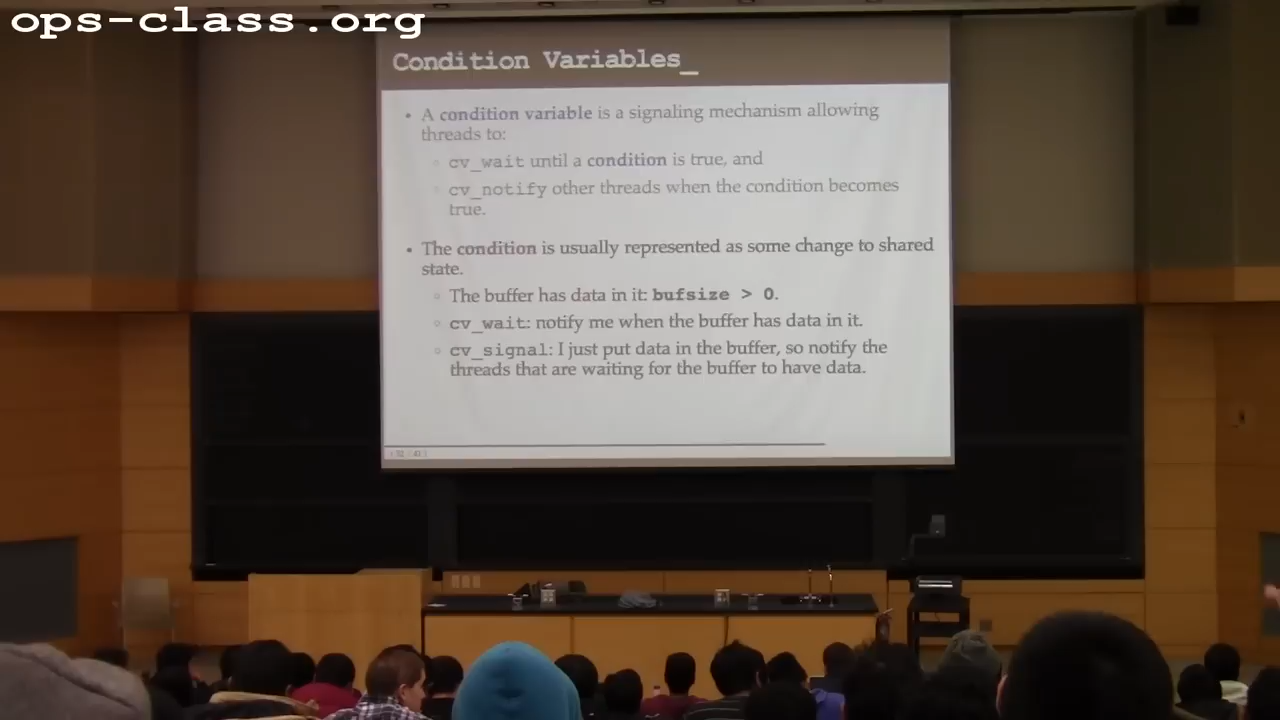 ops-class.org
Condition Variables_
• A condition variable is a signaling mechanism allowing
threads to:
◦ cv_wait until a condition is true, and
◦ cv_notify other threads when the condition becomes
true.
• The condition is usually represented as some change to shared
state.
◦ The buffer has data in it: bufsize > 0.
◦ cv_wait: notify me when the buffer has data in it.
◦ cv_signal: I just put data in the buffer, so notify the
threads that are waiting for the buffer to have data.